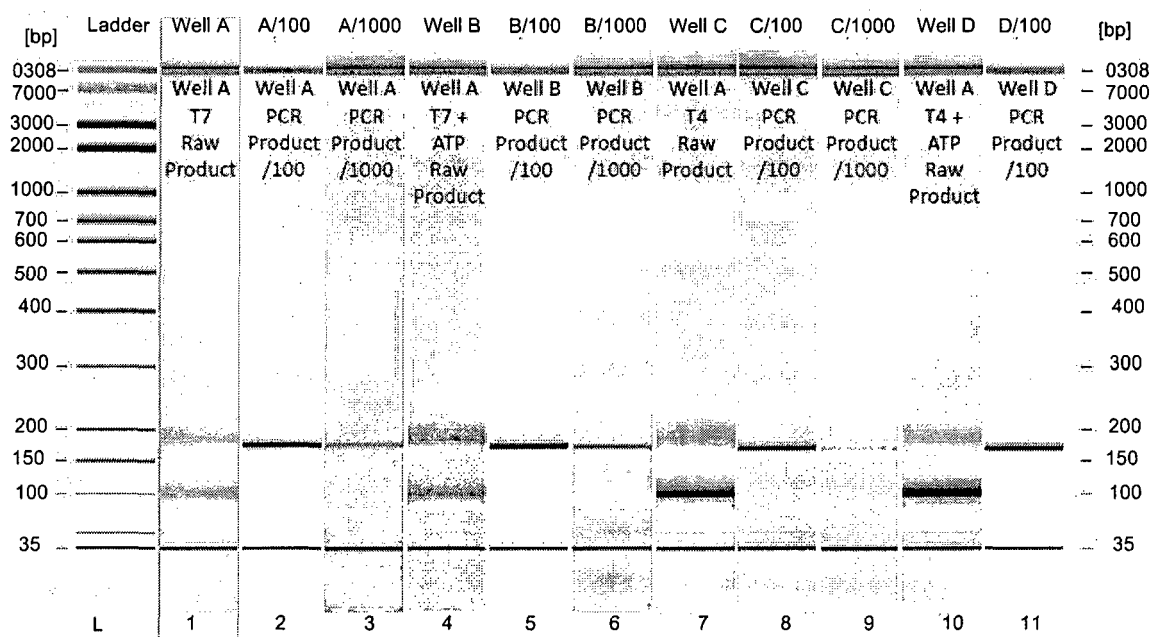 Ladder Well A A/100 A/1000 Well B B/100 B/1000 Well C C/100 C/1000 Well D D/100
[bp] [bp]
0308 0308
7000 7000
Well A Well A Well A Well A Well B Well B Well A Well C Well C Well A Well D
T7 PCR PCR T7 + PCR PCR T4 PCR PCR T4 + PCR
3000 3000
Raw Product Product ATP Product Product Raw Product Product ATP Product
2000 2000
Product /100 /1000 Raw /100 /1000 Product /100 /1000 Raw /100
Product Product
1000 1000
700 700
600 600
500 500
400 400
300 300
200 200
150 150
100 100
35 35
L 1 2 3 4 5 6 7 8 9 10 11